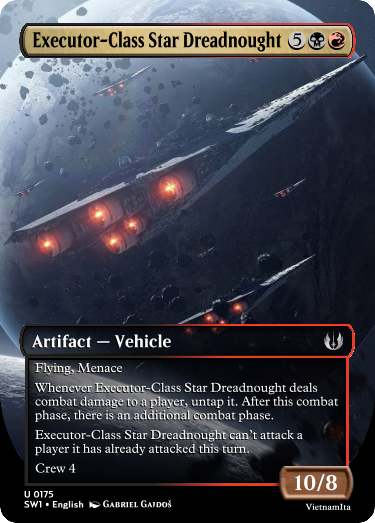 Executor-Class Star Dreadnought 5
Artifact — Vehicle
Flying, Menace
Whenever Executor-Class Star Dreadnought deals
combat damage to a player, untap it. After this combat
phase, there is an additional combat phase.
Executor-Class Star Dreadnought can't attack a
player it has already attacked this turn.
Crew 4
10/8
U 0175
SW1 • English Gabriel Gajdoš
VietnamIta